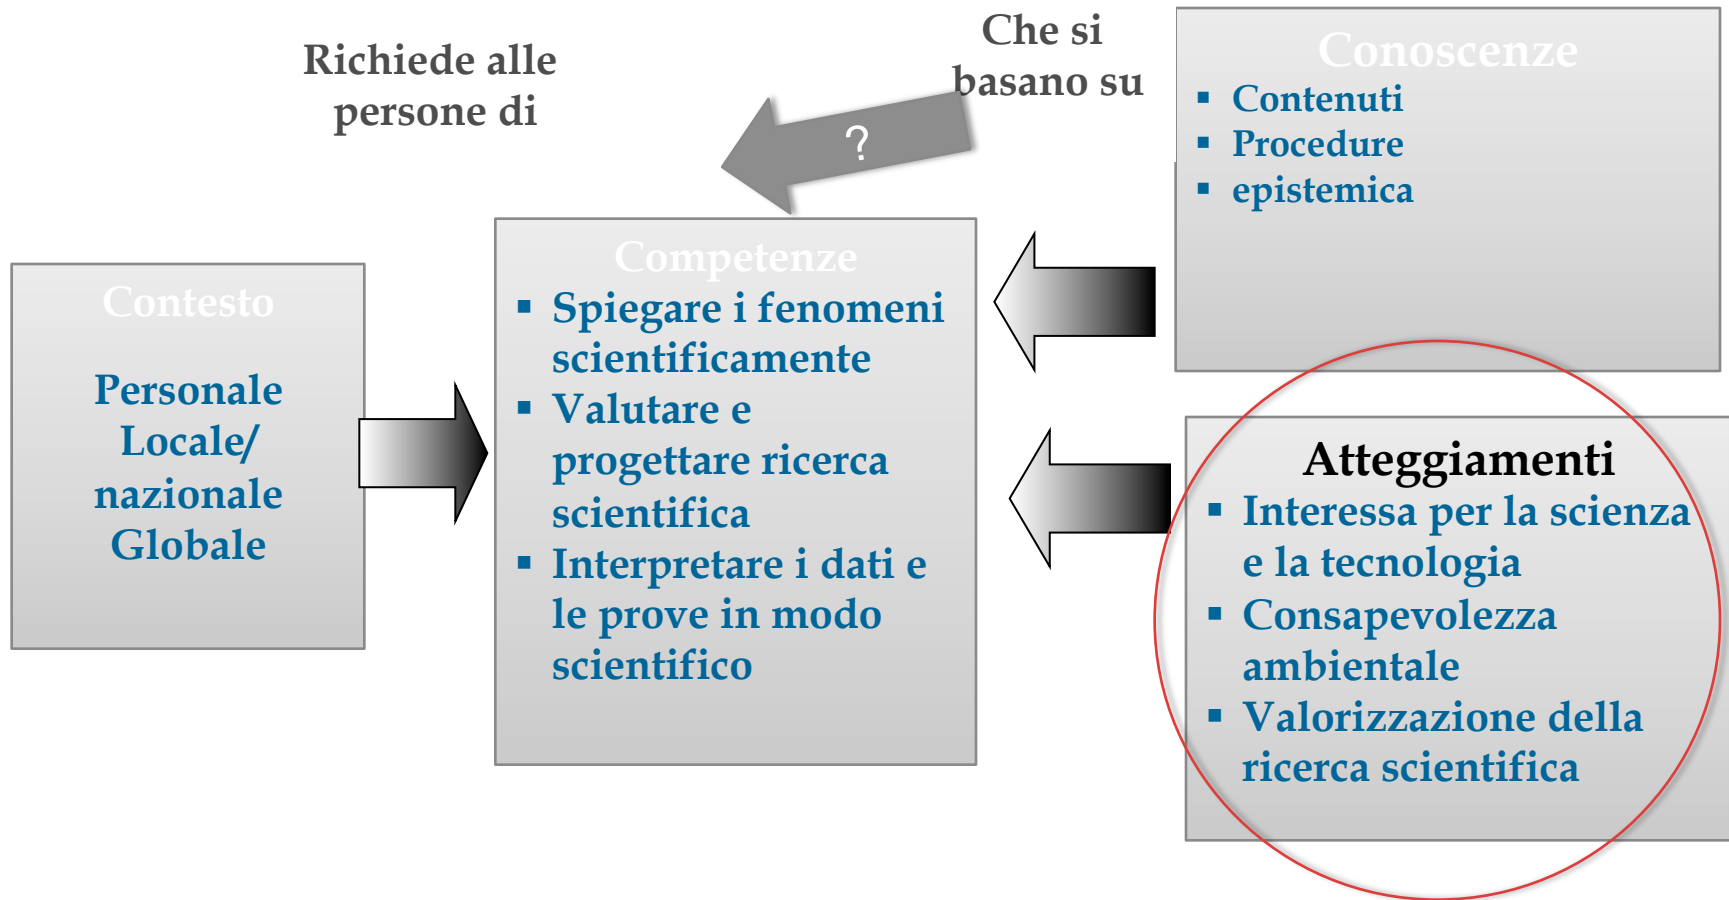 Richiede alle
persone di
Che si
basano su
?
Contesto
Personale
Locale/
nazionale
Globale
Competenze
▪ Spiegare i fenomeni
scientificamente
▪ Valutare e
progettare ricerca
scientifica
▪ Interpretare i dati e
le prove in modo
scientifico
Conoscenze
▪ Contenuti
▪ Procedure
▪ epistemica
Atteggiamenti
▪ Interessa per la scienza
e la tecnologia
▪ Consapevolezza
ambientale
▪ Valorizzazione della
ricerca scientifica